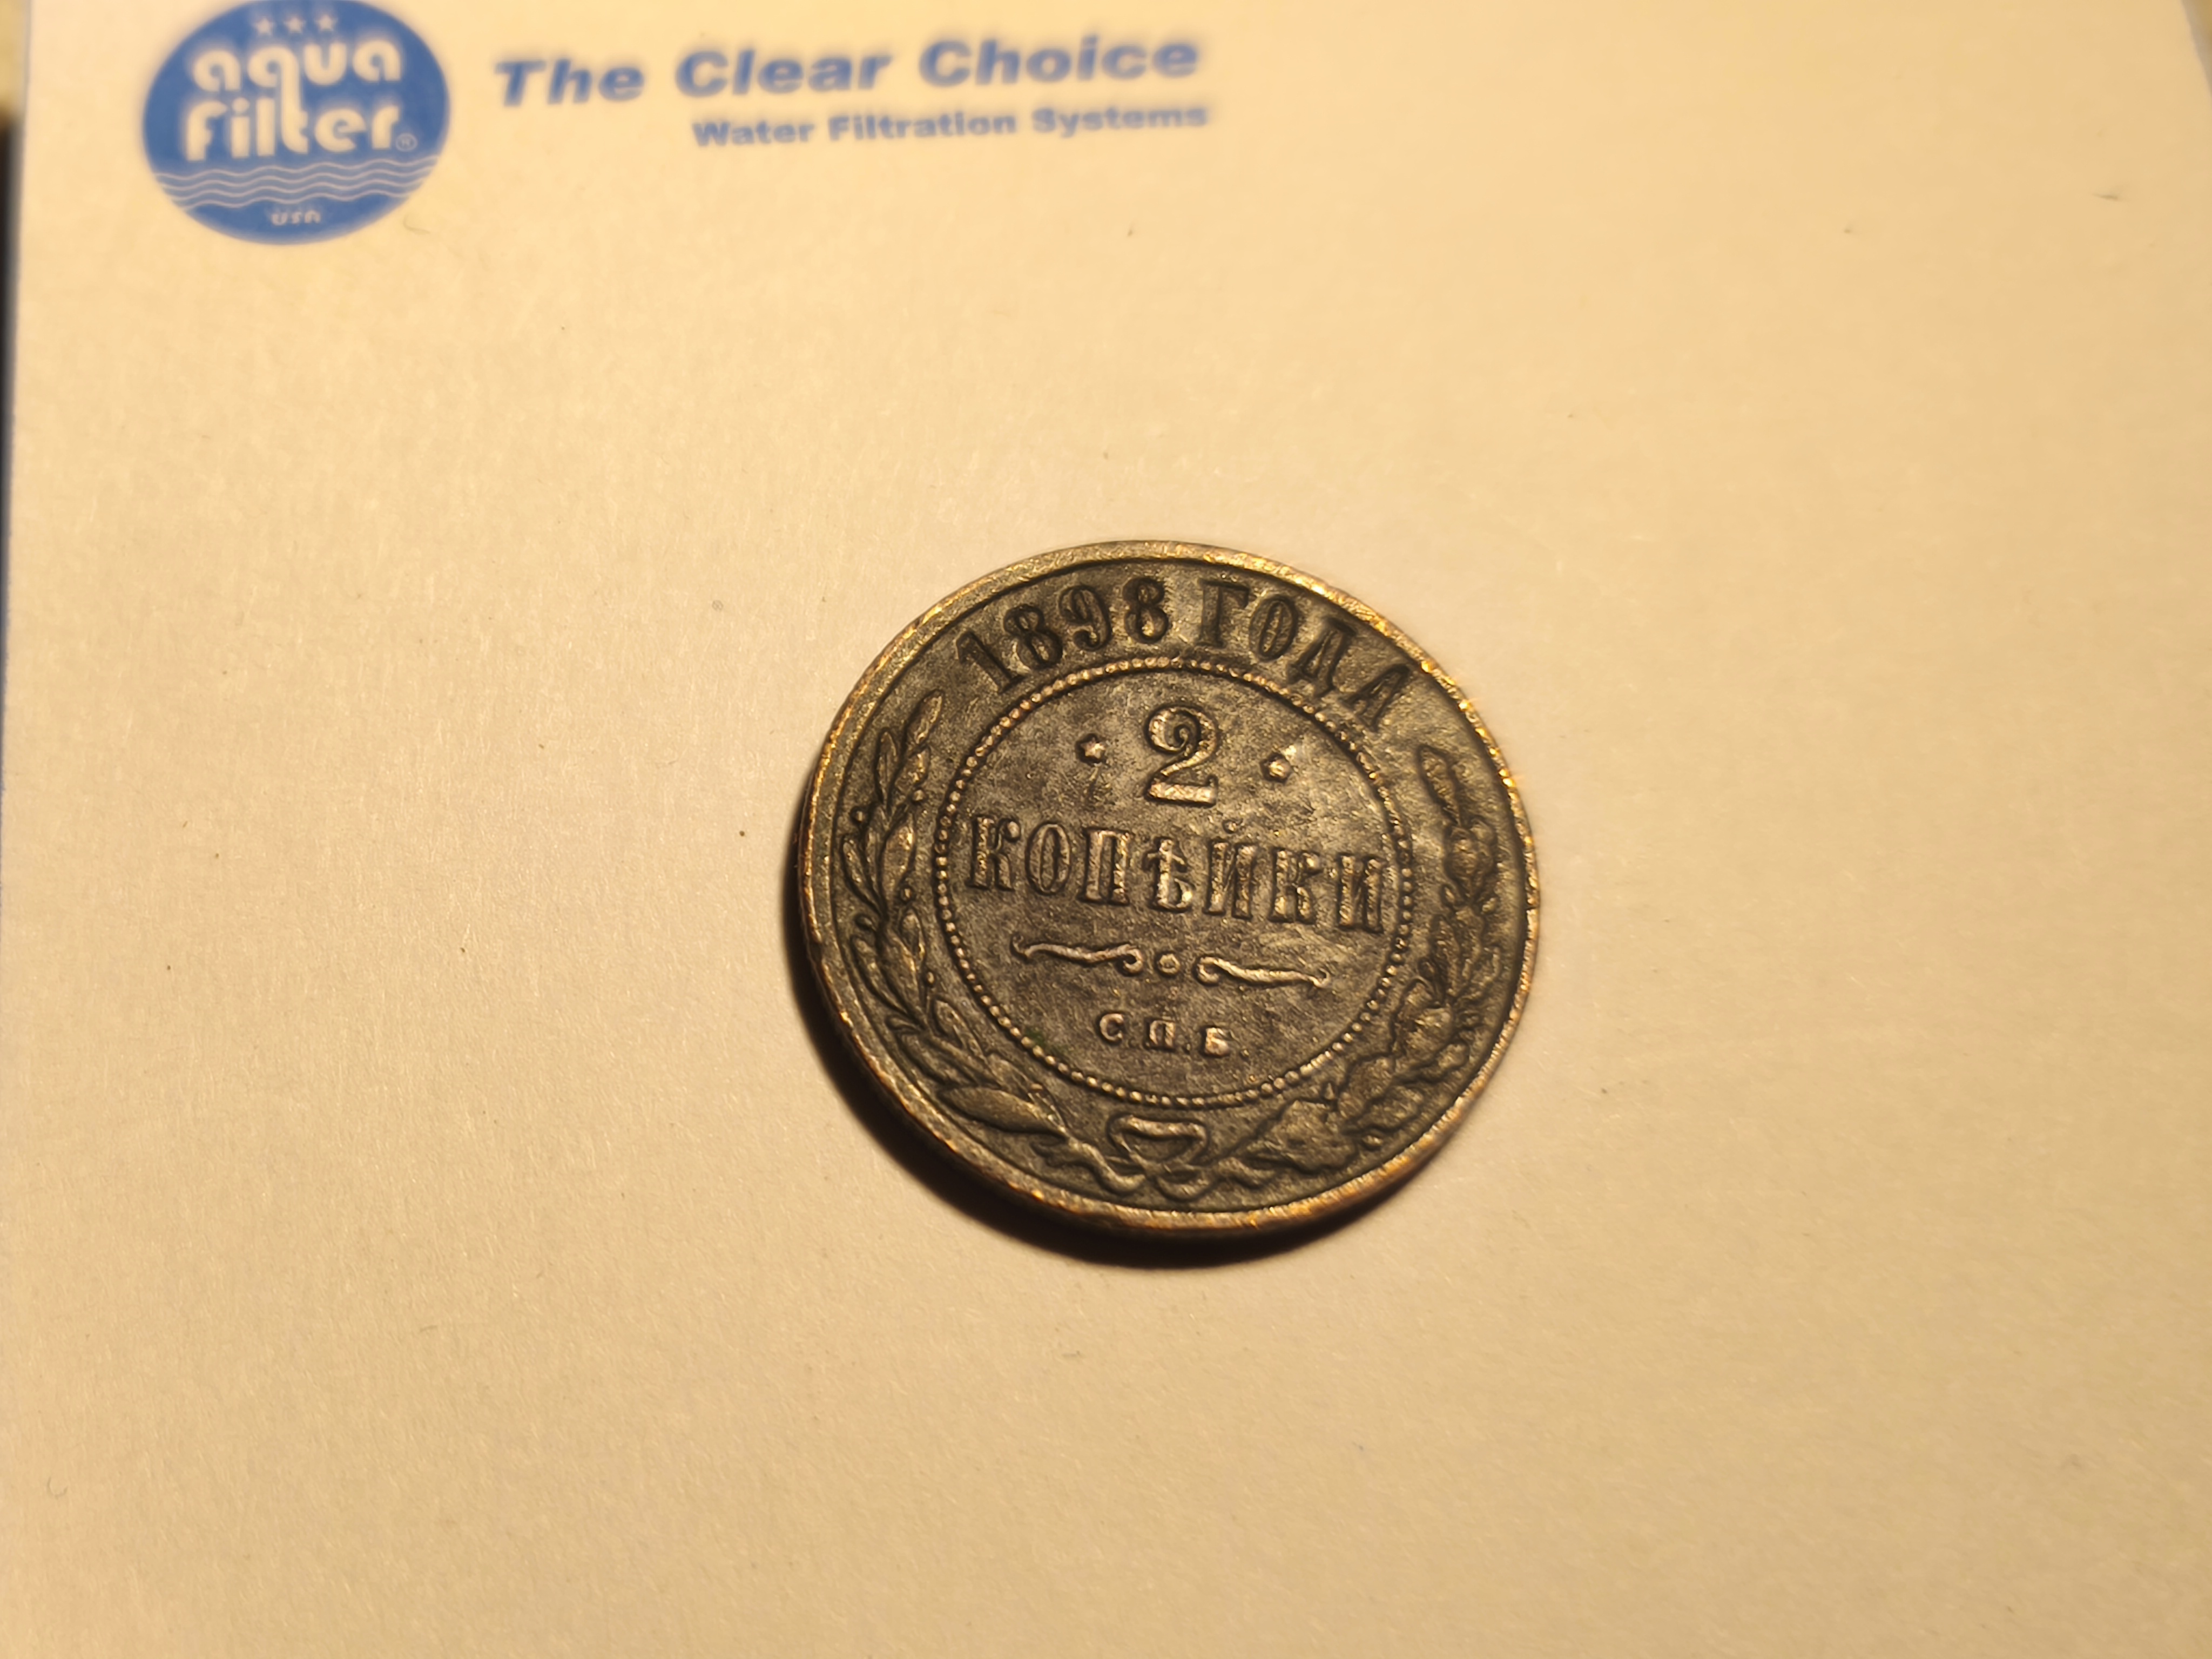 aqua
filter®
USA
The Clear Choice
Water Filtration Systems
1898 ГОДА
2
КОПѢЙКИ
С.П.Б.